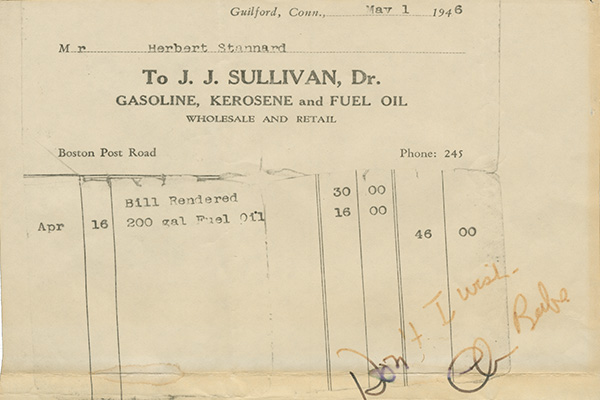 Guilford, Conn., May 1 1946
Mr Herbert Stannard
To J. J. SULLIVAN, Dr.
GASOLINE, KEROSENE and FUEL OIL
WHOLESALE AND RETAIL
Boston Post Road Phone: 245
Bill Rendered 30 00
Apr 16 200 gal Fuel Oil 16 00
46 00
Don't I wish
Oh Babe